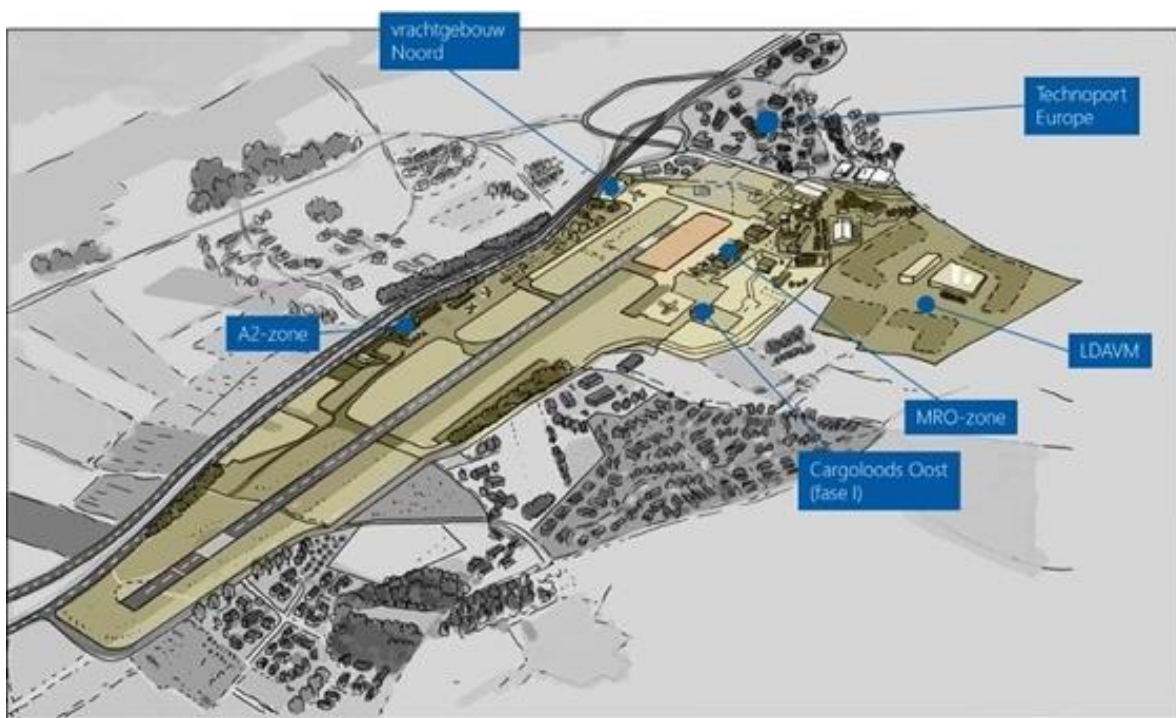 vrachtgebouw
Noord
Technoport
Europe
A2-zone
LDAVM
MRO-zone
Cargoloods Oost
(fase I)